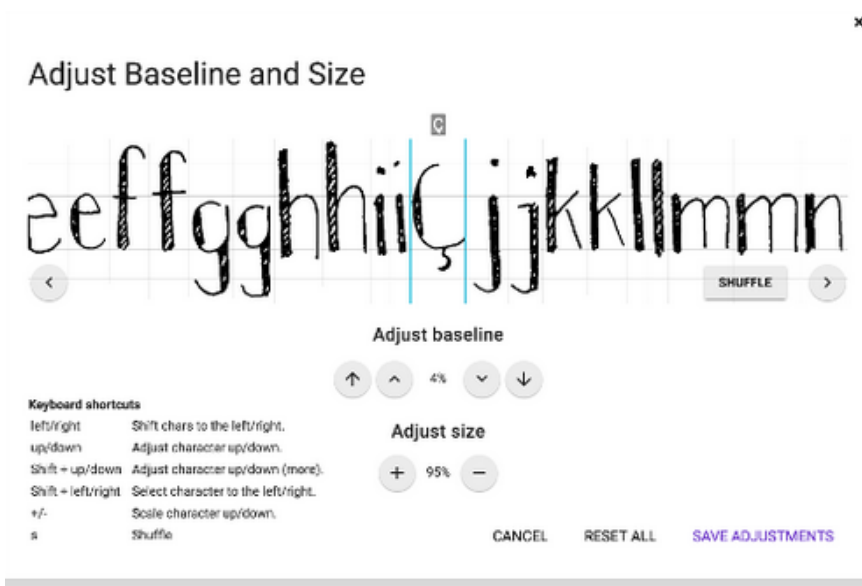 ×
Adjust Baseline and Size
Ç
eeffgghhiiÇjjkkllmmn
SHUFFLE
Adjust baseline
4%
Keyboard shortcuts
left/right Shift chars to the left/right.
up/down Adjust character up/down.
Shift + up/down Adjust character up/down (more).
Shift + left/right Select character to the left/right.
+/- Scale character up/down.
s Shuffle
Adjust size
+ 95% −
CANCEL RESET ALL SAVE ADJUSTMENTS